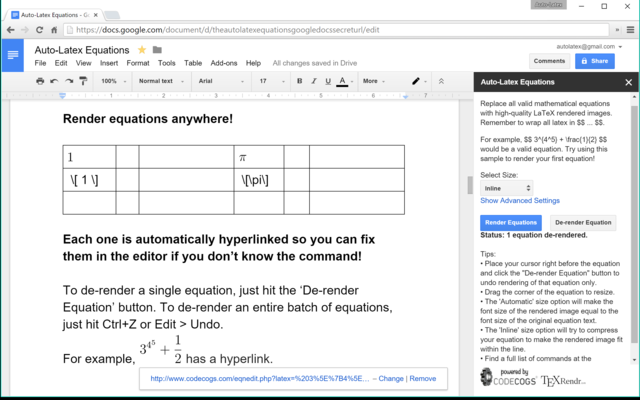 Auto-Latex
Auto-Latex Equations - G
https://docs.google.com/document/d/theautolatexequationsgoogledocssecreturl/edit
Auto-Latex Equations
autolatex@gmail.com
File Edit View Insert Format Tools Table Add-ons Help All changes saved in Drive
Comments Share
100% Normal text Arial 17 B I U A More
1 2 3 4 5 6 7
Render equations anywhere!
1 π
\[ 1 \] \[\pi\]
Each one is automatically hyperlinked so you can fix
them in the editor if you don't know the command!
To de-render a single equation, just hit the 'De-render
Equation' button. To de-render an entire batch of equations,
just hit Ctrl+Z or Edit > Undo.
For example, 3^{4^5} + \frac{1}{2} has a hyperlink.
http://www.codecogs.com/eqnedit.php?latex=%203%5E%7B4%5E... – Change | Remove
Auto-Latex Equations
Replace all valid mathematical equations
with high-quality LaTeX rendered images.
Remember to wrap all latex in $$ ... $$.
For example, $$ 3^{4^5} + \frac{1}{2} $$
would be a valid equation. Try using this
sample to render your first equation!
Select Size:
Inline
Show Advanced Settings
Render Equations De-render Equation
Status: 1 equation de-rendered.
Tips:
• Place your cursor right before the equation
and click the "De-render Equation" button to
undo rendering of that equation only.
• Drag the corner of the equation to resize.
• The 'Automatic' size option will make the
font size of the rendered image equal to the
font size of the original equation text.
• The 'Inline' size option will try to compress
your equation to make the rendered image fit
within the line.
• Find a full list of commands at the
powered by
CODECOGS TEXRendr...